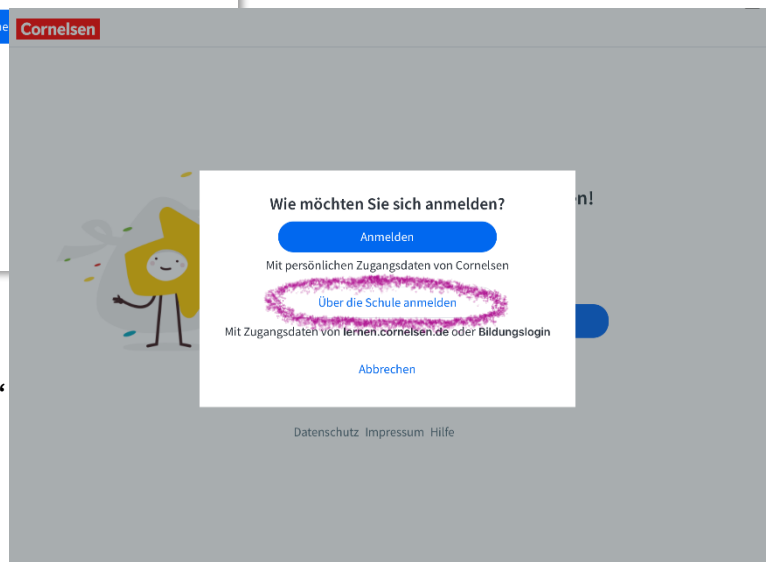 Cornelsen
n!
Wie möchten Sie sich anmelden?
Anmelden
Mit persönlichen Zugangsdaten von Cornelsen
Über die Schule anmelden
Mit Zugangsdaten von lernen.cornelsen.de oder Bildungslogin
Abbrechen
“
Datenschutz Impressum Hilfe